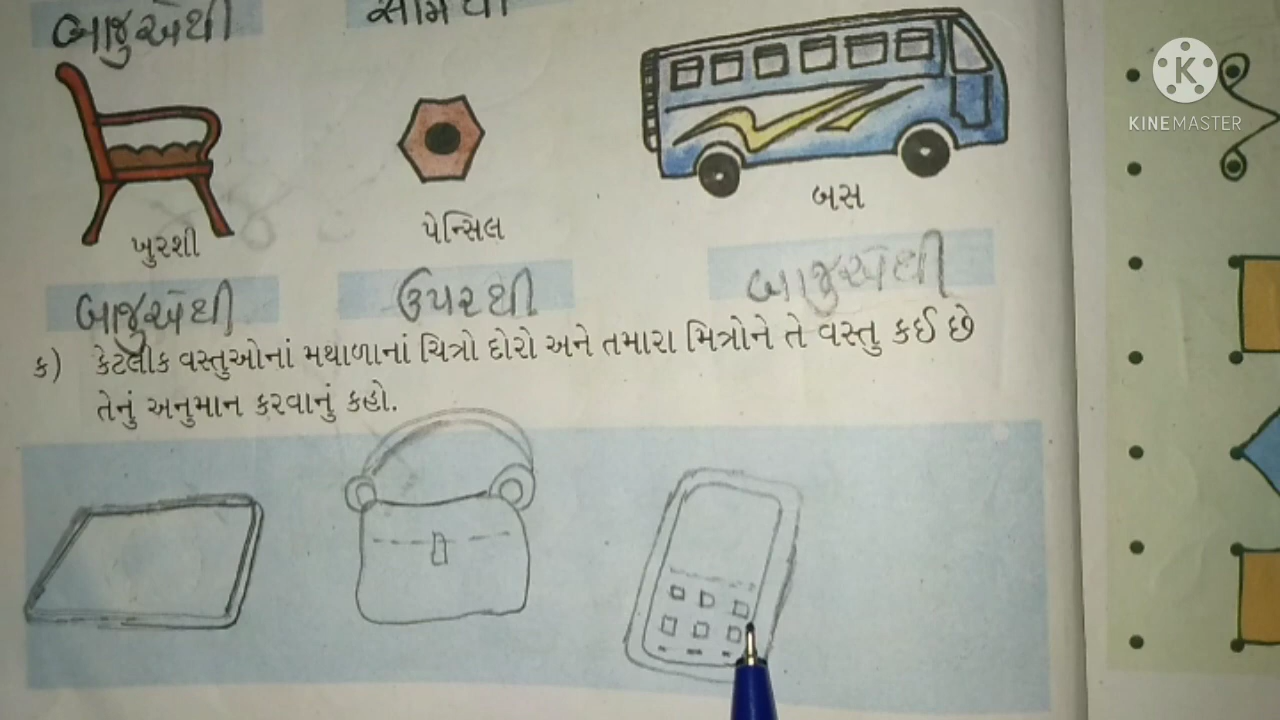 બાજુએથી સામેથી
ખુરશી પેન્સિલ બસ
બાજુએથી ઉપરથી બાજુએથી
ક) કેટલીક વસ્તુઓનાં મથાળાનાં ચિત્રો દોરો અને તમારા મિત્રોને તે વસ્તુ કઈ છે
તેનું અનુમાન કરવાનું કહો.
K
KINEMASTER